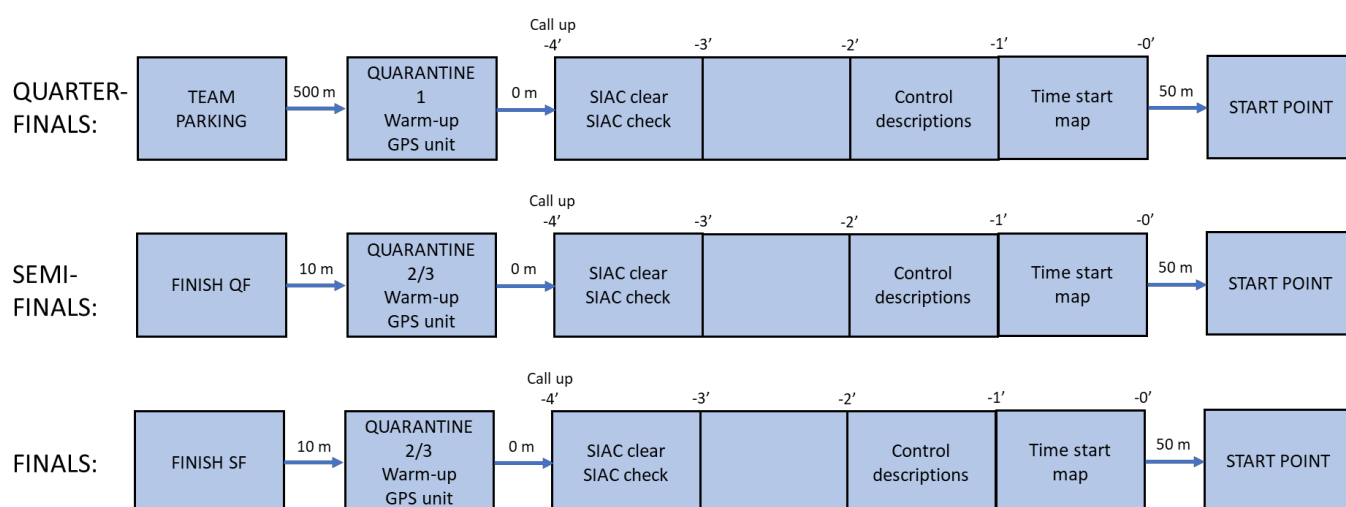 Call up
-4’ -3’ -2’ -1’ -0’
QUARTER-
FINALS:
TEAM
PARKING
500 m
QUARANTINE
1
Warm-up
GPS unit
0 m
SIAC clear
SIAC check
Control
descriptions
Time start
map
50 m
START POINT
Call up
-4’ -3’ -2’ -1’ -0’
SEMI-
FINALS:
FINISH QF
10 m
QUARANTINE
2/3
Warm-up
GPS unit
0 m
SIAC clear
SIAC check
Control
descriptions
Time start
map
50 m
START POINT
Call up
-4’ -3’ -2’ -1’ -0’
FINALS:
FINISH SF
10 m
QUARANTINE
2/3
Warm-up
GPS unit
0 m
SIAC clear
SIAC check
Control
descriptions
Time start
map
50 m
START POINT